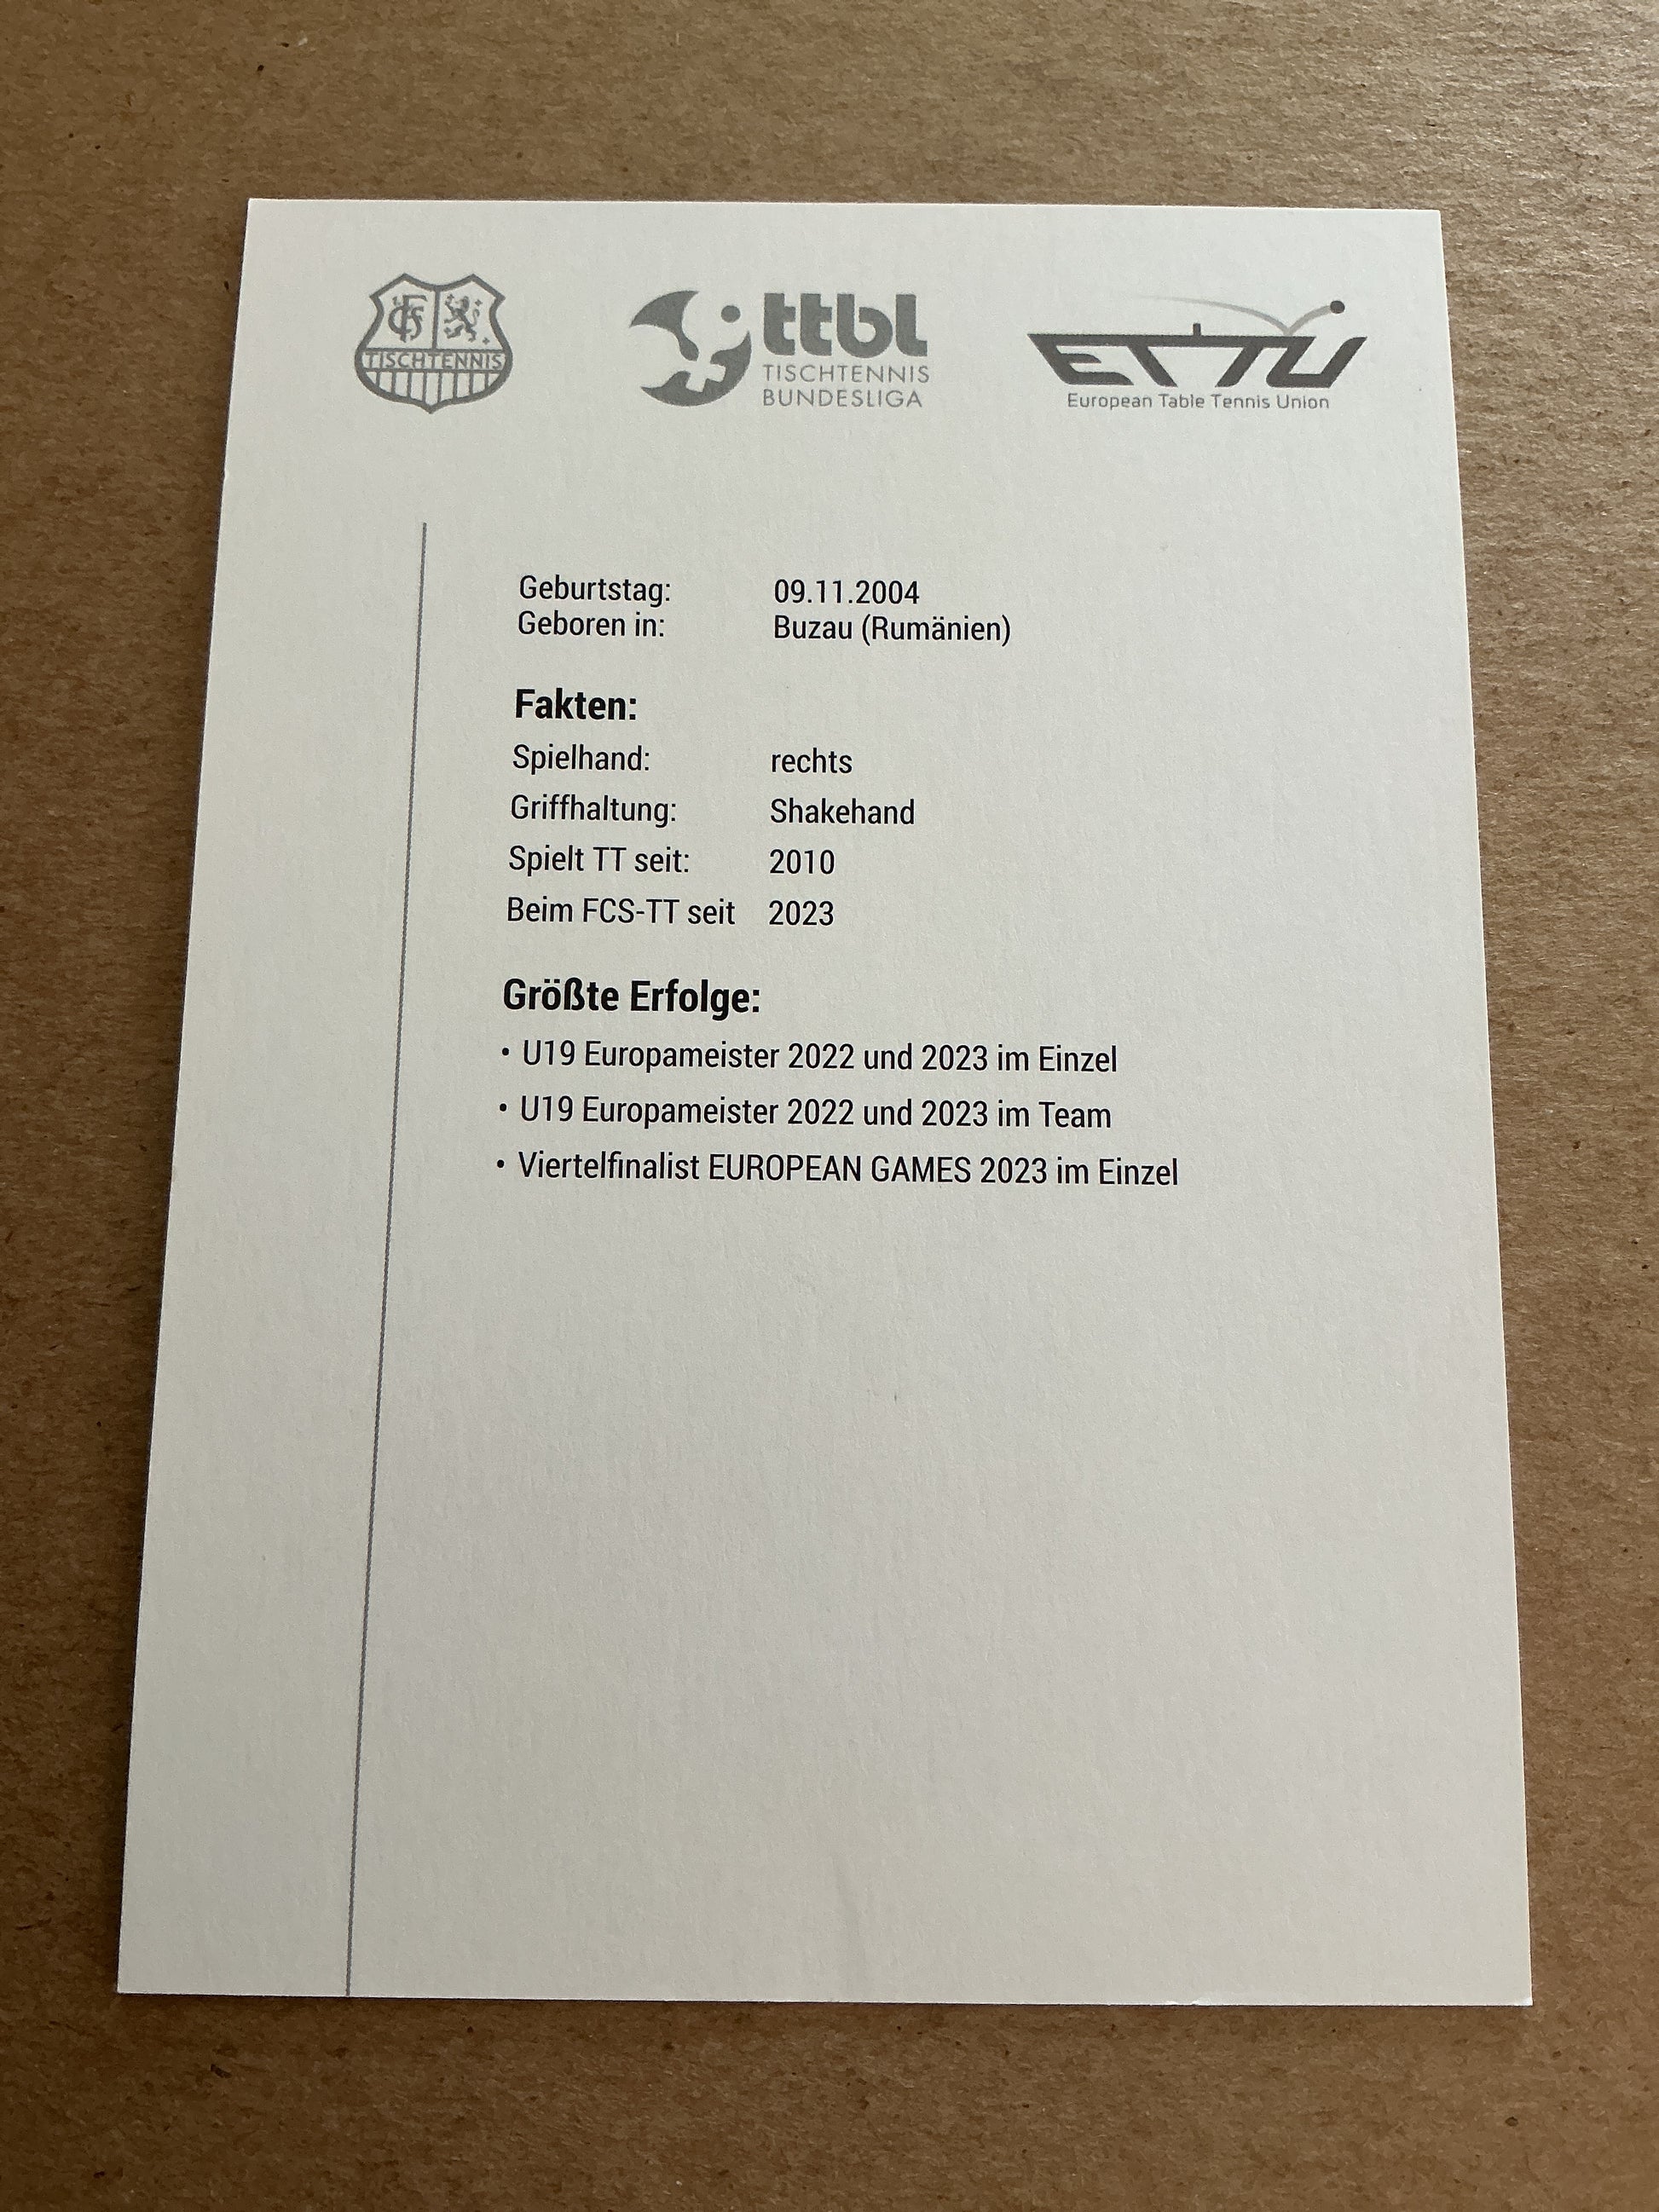 FCS
TISCHTENNIS
ttbl
TISCHTENNIS
BUNDESLIGA
ETTU
European Table Tennis Union
Geburtstag: 09.11.2004
Geboren in: Buzau (Rumänien)
Fakten:
Spielhand: rechts
Griffhaltung: Shakehand
Spielt TT seit: 2010
Beim FCS-TT seit 2023
Größte Erfolge:
• U19 Europameister 2022 und 2023 im Einzel
• U19 Europameister 2022 und 2023 im Team
• Viertelfinalist EUROPEAN GAMES 2023 im Einzel